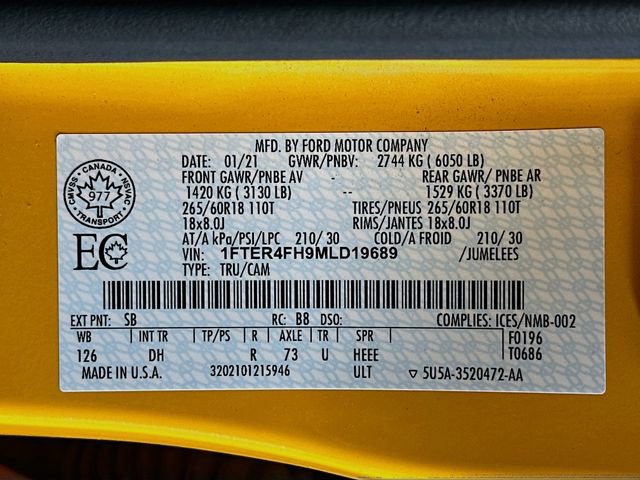 MFD. BY FORD MOTOR COMPANY
DATE: 01/21 GVWR/PNBV: 2744 KG ( 6050 LB)
FRONT GAWR/PNBE AV - REAR GAWR/ PNBE AR
1420 KG ( 3130 LB) -- 1529 KG ( 3370 LB)
265/60R18 110T TIRES/PNEUS 265/60R18 110T
18x8.0J RIMS/JANTES 18x8.0J
AT/A kPa/PSI/LPC 210/ 30 COLD/A FROID 210/ 30
VIN: 1FTER4FH9MLD19689 /JUMELEES
TYPE: TRU/CAM
CANADA
CMVSS NSVAC
977
TRANSPORT
EC
EXT PNT: SB RC: B8 DSO: COMPLIES: ICES/NMB-002
WB INT TR TP/PS R AXLE TR SPR F0196
126 DH R 73 U HEEE T0686
MADE IN U.S.A. 3202101215946 ULT ▽ 5U5A-3520472-AA